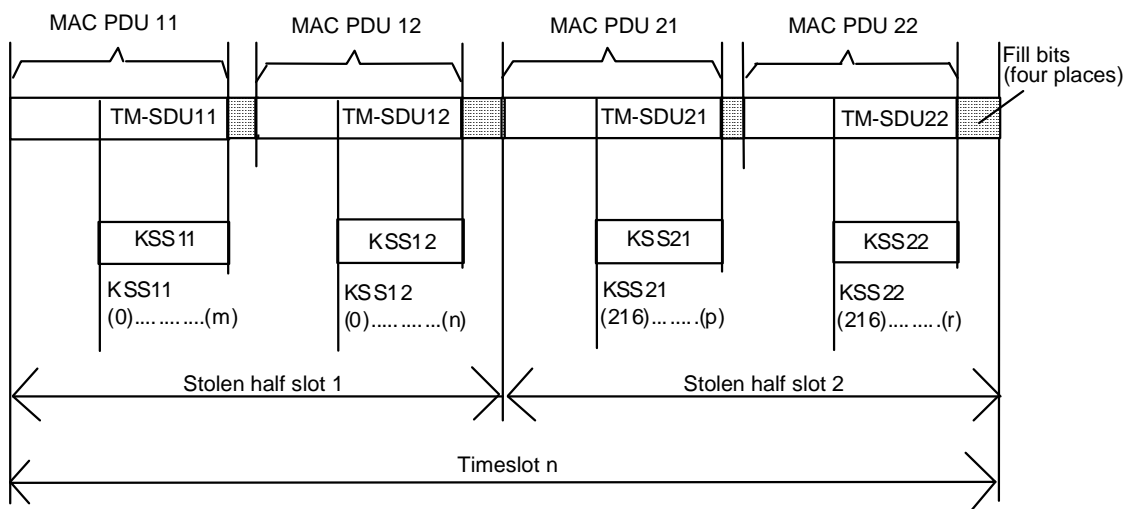 MAC PDU 11
MAC PDU 12
MAC PDU 21
MAC PDU 22
Fill bits
(four places)
TM-SDU11
TM-SDU12
TM-SDU21
TM-SDU22
KSS11
KSS12
KSS21
KSS22
KSS11
(0)............(m)
KSS12
(0)............(n)
KSS21
(216)........(p)
KSS22
(216).........(r)
Stolen half slot 1
Stolen half slot 2
Timeslot n